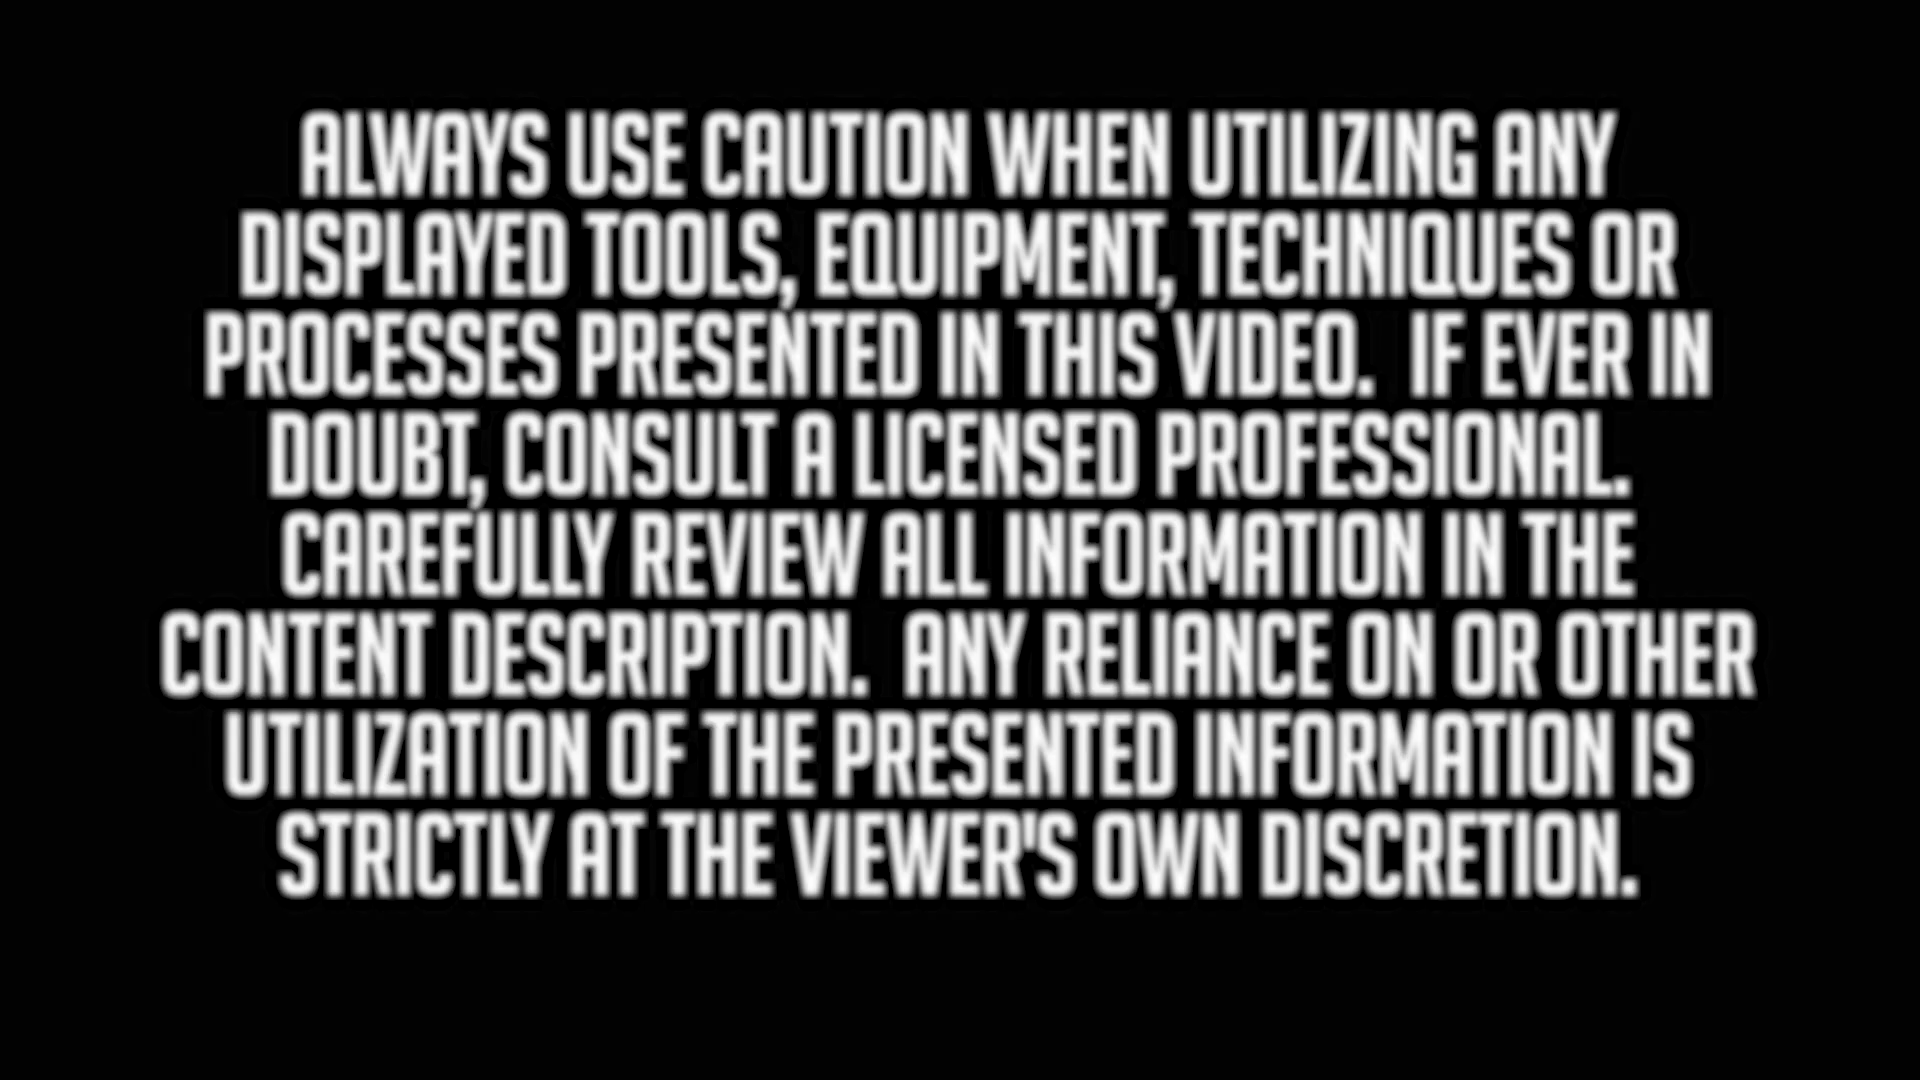 ALWAYS USE CAUTION WHEN UTILIZING ANY
DISPLAYED TOOLS, EQUIPMENT, TECHNIQUES OR
PROCESSES PRESENTED IN THIS VIDEO.  IF EVER IN
DOUBT, CONSULT A LICENSED PROFESSIONAL.
CAREFULLY REVIEW ALL INFORMATION IN THE
CONTENT DESCRIPTION.  ANY RELIANCE ON OR OTHER
UTILIZATION OF THE PRESENTED INFORMATION IS
STRICTLY AT THE VIEWER'S OWN DISCRETION.